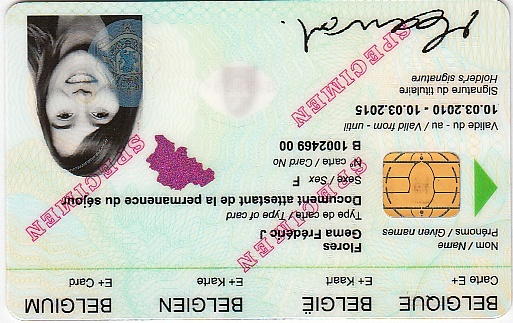 BELGIQUE BELGIË BELGIEN BELGIUM
Carte E+ E+ Kaart E+ Karte E+ Card
Nom / Name
Flores
Prénoms / Given names
Gema Frédéric J
Type de carte / Type card
Document attestant de la permanence du séjour
Sexe / Sex
F
N° carte / Card No
B 1002469 00
Valide du - au / Valid from - until
10.03.2010 - 10.03.2015
Signature du titulaire
Holder's signature
SPECIMEN
SPECIMEN
SPECIMEN
SPECIMEN